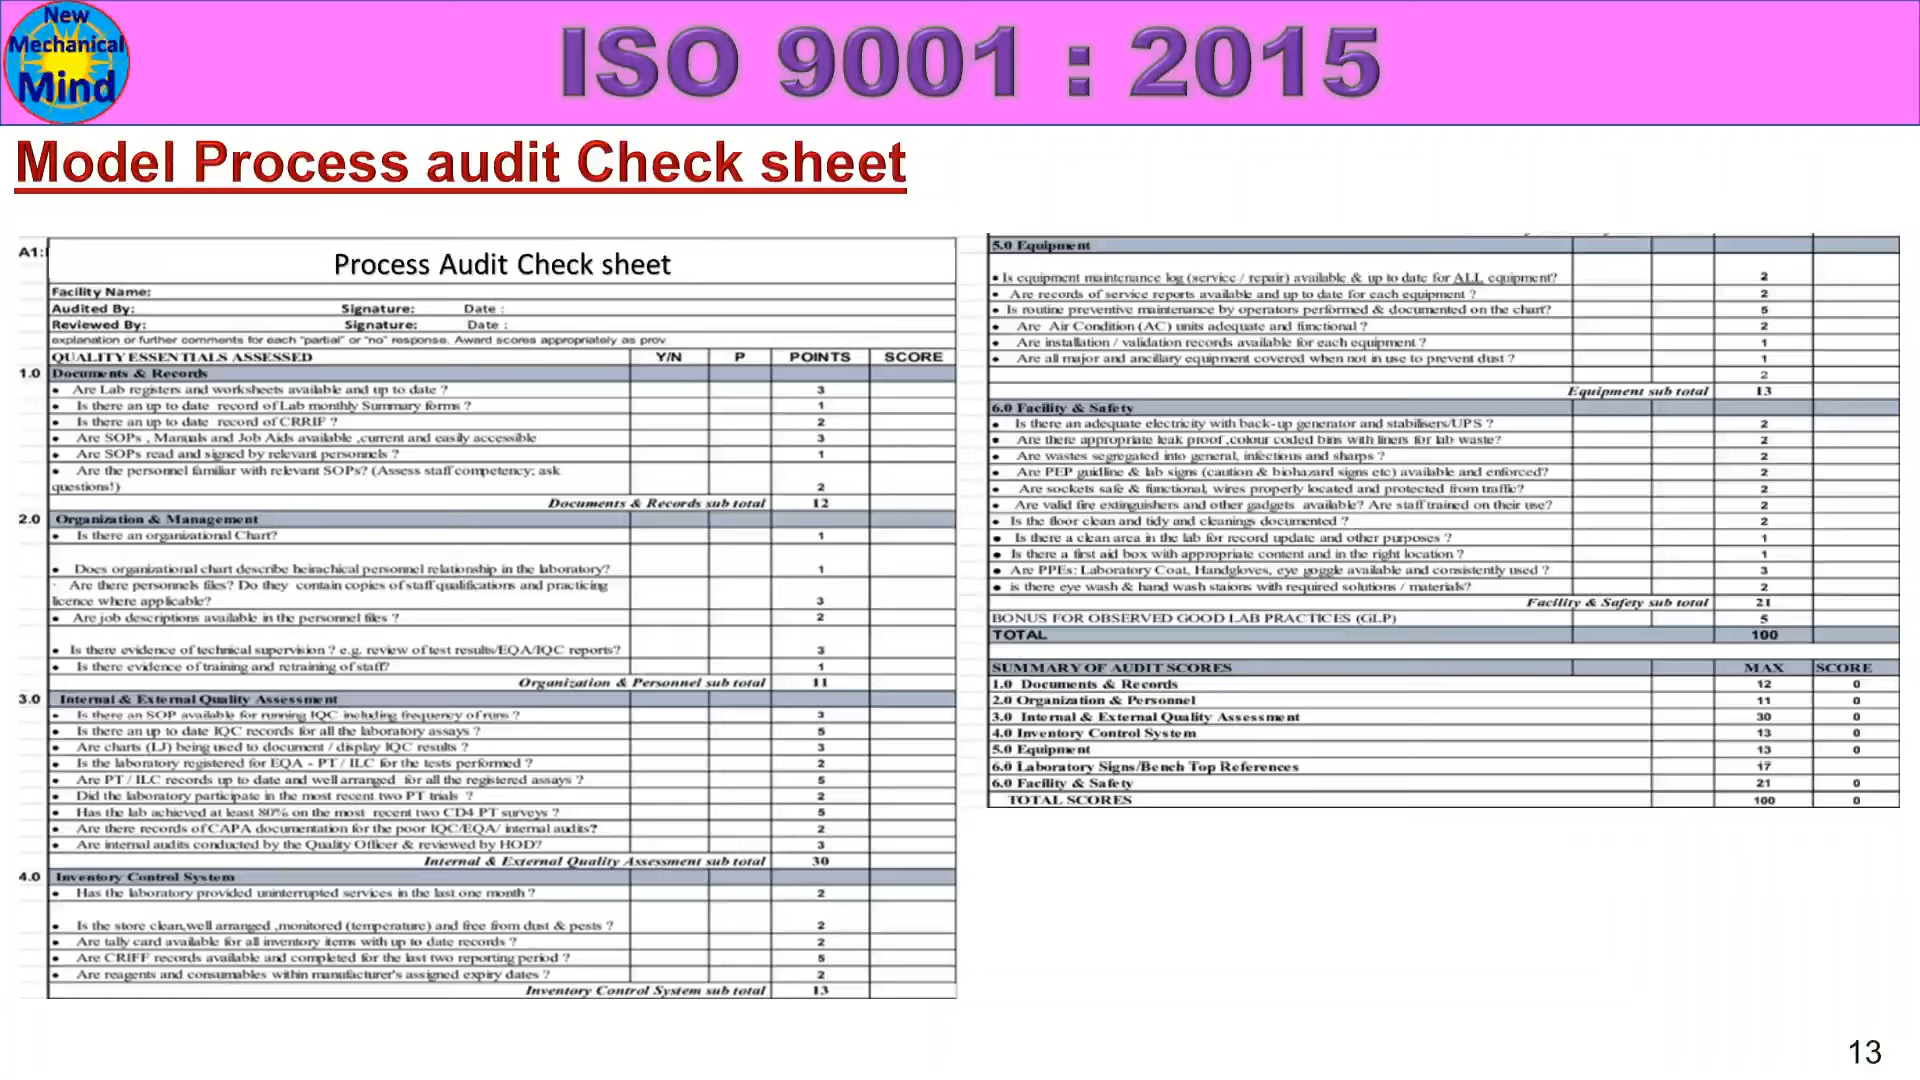 New
Mechanical
Mind
ISO 9001 : 2015
Model Process audit Check sheet
A1:
Process Audit Check sheet
Facility Name:
Audited By: Signature: Date :
Reviewed By: Signature: Date :
explanation or further comments for each "partial" or "no" response. Award scores appropriately as prov
QUALITY ESSENTIALS ASSESSED Y/N P POINTS SCORE
1.0 Documents & Records
• Are Lab registers and worksheets available and up to date ? 3
• Is there an up to date record of Lab monthly Summary forms ? 1
• Is there an up to date record of CRRIF ? 2
• Are SOPs , Manuals and Job Aids available ,current and easily accessible 3
• Are SOPs read and signed by relevant personnels ? 1
• Are the personnel familiar with relevant SOPs? (Assess staff competency; ask
questions!) 2
Documents & Records sub total 12
2.0 Organization & Management
• Is there an organizational Chart? 1
• Does organizational chart describe heirachical personnel relationship in the laboratory? 1
Are there personnels files? Do they contain copies of staff qualifications and practicing
licence where applicable? 3
• Are job descriptions available in the personnel files ? 2
• Is there evidence of technical supervision ? e.g. review of test results/EQA/IQC reports? 3
• Is there evidence of training and retraining of staff? 1
Organization & Personnel sub total 11
3.0 Internal & External Quality Assessment
• Is there an SOP available for running IQC including frequency of runs ? 3
• Is there an up to date IQC records for all the laboratory assays ? 5
• Are charts (LJ) being used to document / display IQC results ? 3
• Is the laboratory registered for EQA - PT / ILC for the tests performed ? 2
• Are PT / ILC records up to date and well arranged for all the registered assays ? 5
• Did the laboratory participate in the most recent two PT trials ? 2
• Has the lab achieved at least 80% on the most recent two CD4 PT surveys ? 5
• Are there records of CAPA documentation for the poor IQC/EQA/ internal audits? 2
• Are internal audits conducted by the Quality Officer & reviewed by HOD? 3
Internal & External Quality Assessment sub total 30
4.0 Inventory Control System
• Has the laboratory provided uninterrupted services in the last one month ? 2
• Is the store clean,well arranged ,monitored (temperature) and free from dust & pests ? 2
• Are tally card available for all inventory items with up to date records ? 2
• Are CRIFF records available and completed for the last two reporting period ? 5
• Are reagents and consumables within manufacturer's assigned expiry dates ? 2
Inventory Control System sub total 13
5.0 Equipment
• Is equipment maintenance log (service / repair) available & up to date for ALL equipment? 2
• Are records of service reports available and up to date for each equipment ? 2
• Is routine preventive maintenance by operators performed & documented on the chart? 5
• Are Air Condition (AC) units adequate and functional ? 2
• Are installation / validation records available for each equipment ? 1
• Are all major and ancillary equipment covered when not in use to prevent dust ? 1
2
Equipment sub total 13
6.0 Facility & Safety
• Is there an adequate electricity with back-up generator and stabilisers/UPS ? 2
• Are there appropriate leak proof ,colour coded bins with liners for lab waste? 2
• Are wastes segregated into general, infectious and sharps ? 2
• Are PEP guidline & lab signs (caution & biohazard signs etc) available and enforced? 2
• Are sockets safe & functional, wires properly located and protected from traffic? 2
• Are valid fire extinguishers and other gadgets available? Are staff trained on their use? 2
• Is the floor clean and tidy and cleanings documented ? 2
• Is there a clean area in the lab for record update and other purposes ? 1
• Is there a first aid box with appropriate content and in the right location ? 1
• Are PPEs: Laboratory Coat, Handgloves, eye goggle available and consistently used ? 3
• is there eye wash & hand wash staions with required solutions / materials? 2
Facility & Safety sub total 21
BONUS FOR OBSERVED GOOD LAB PRACTICES (GLP) 5
TOTAL 100
SUMMARY OF AUDIT SCORES MAX SCORE
1.0 Documents & Records 12 0
2.0 Organization & Personnel 11 0
3.0 Internal & External Quality Assessment 30 0
4.0 Inventory Control System 13 0
5.0 Equipment 13 0
6.0 Laboratory Signs/Bench Top References 17
6.0 Facility & Safety 21 0
TOTAL SCORES 100 0
13